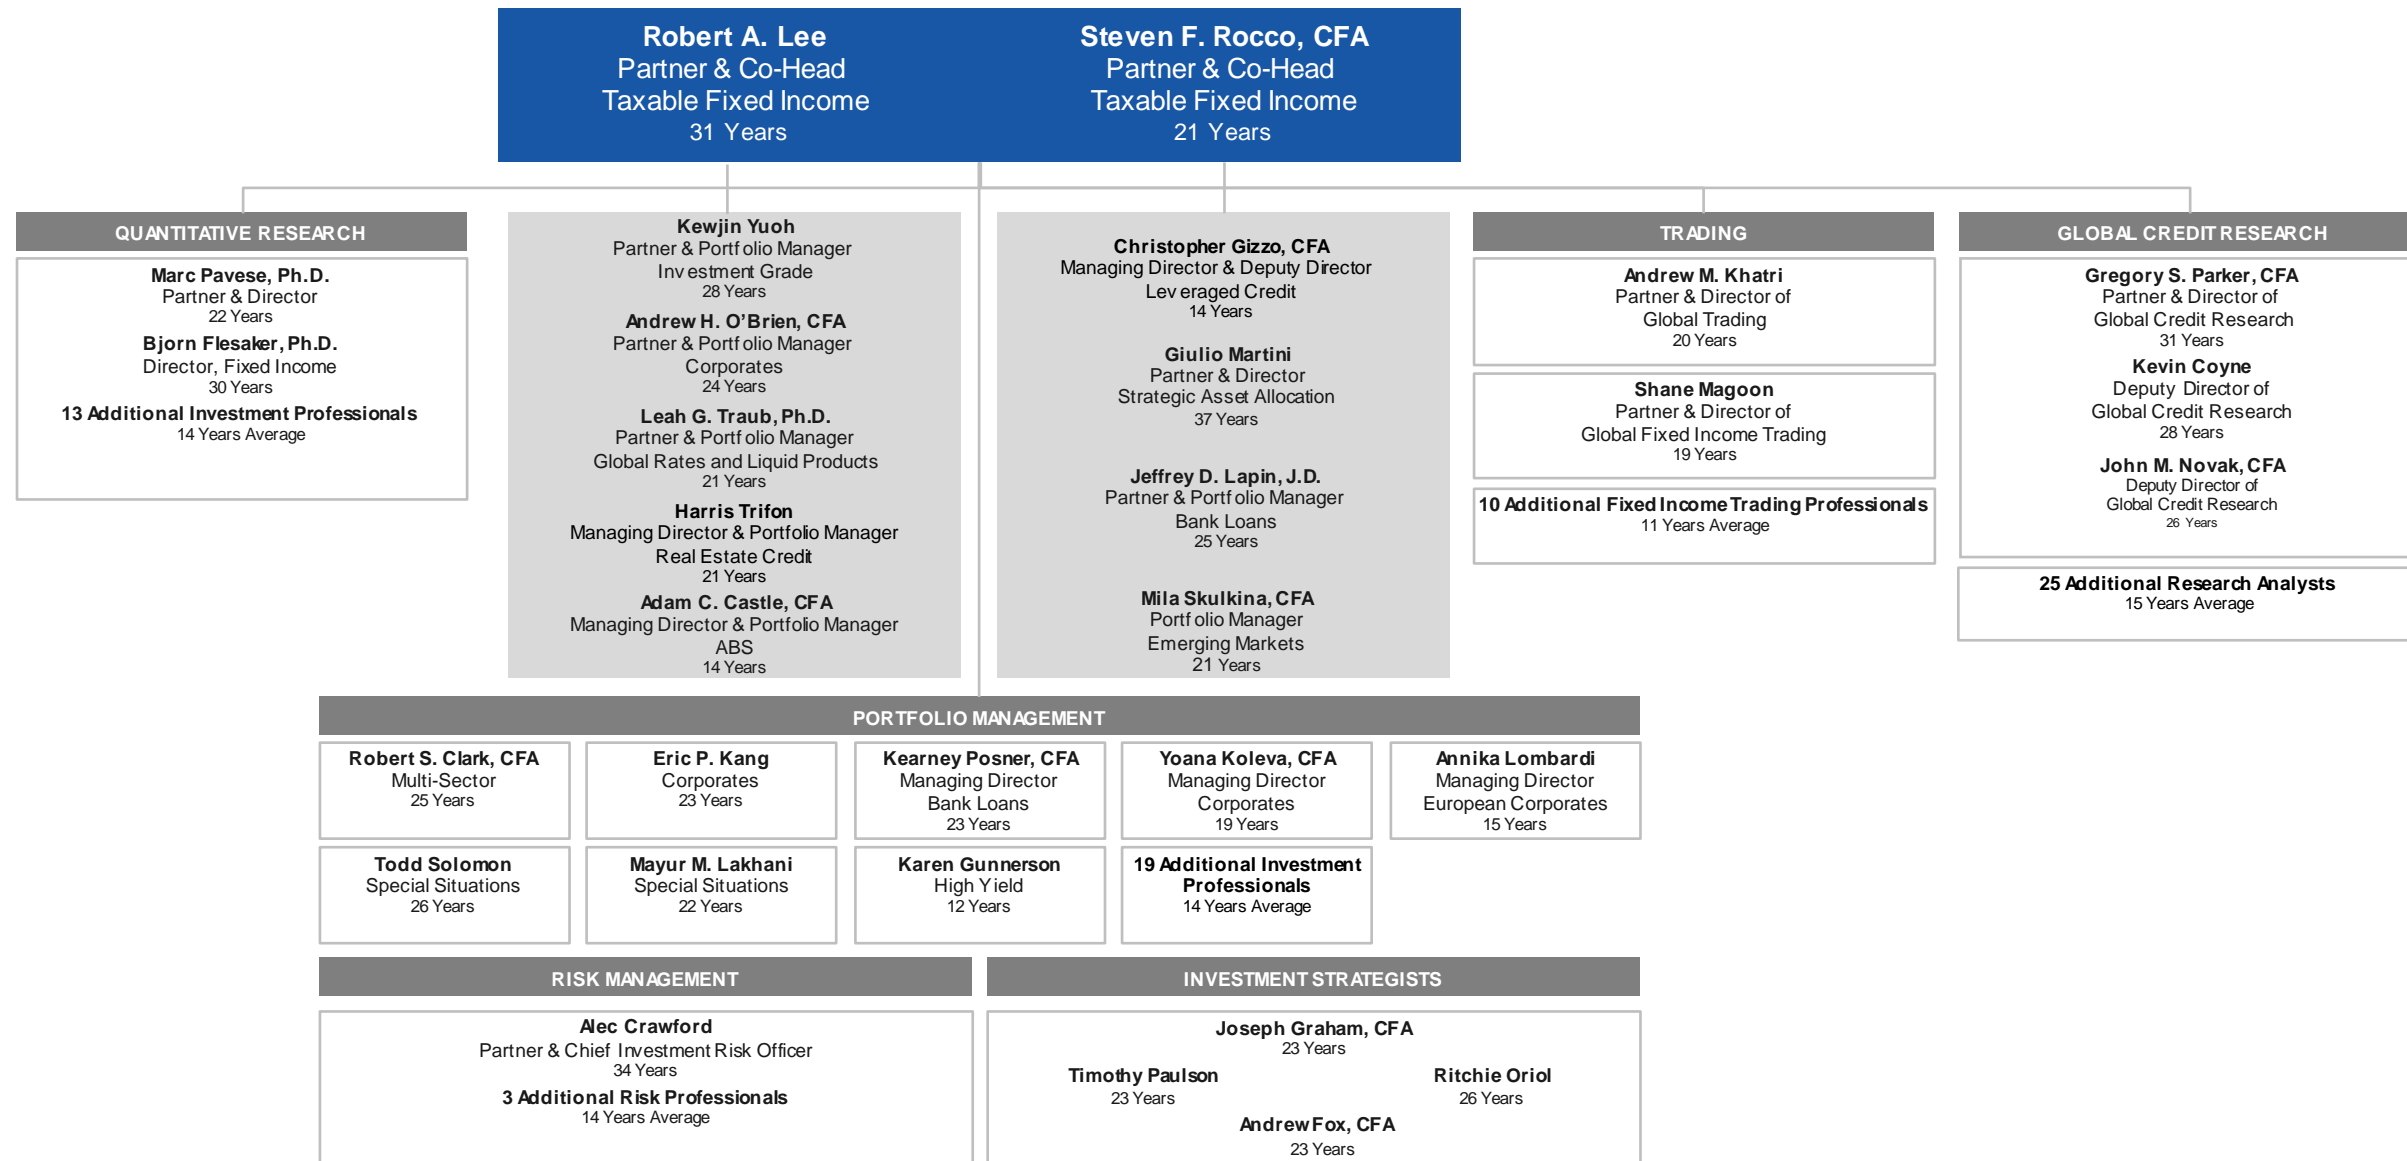 Robert A. Lee
Partner & Co-Head
Taxable Fixed Income
31 Years
Steven F. Rocco, CFA
Partner & Co-Head
Taxable Fixed Income
21 Years
QUANTITATIVE RESEARCH
Marc Pavese, Ph.D.
Partner & Director
22 Years
Bjorn Flesaker, Ph.D.
Director, Fixed Income
30 Years
13 Additional Investment Professionals
14 Years Average
Kewjin Yuoh
Partner & Portfolio Manager
Investment Grade
28 Years
Andrew H. O’Brien, CFA
Partner & Portfolio Manager
Corporates
24 Years
Leah G. Traub, Ph.D.
Partner & Portfolio Manager
Global Rates and Liquid Products
21 Years
Harris Trifon
Managing Director & Portfolio Manager
Real Estate Credit
21 Years
Adam C. Castle, CFA
Managing Director & Portfolio Manager
ABS
14 Years
Christopher Gizzo, CFA
Managing Director & Deputy Director
Leveraged Credit
14 Years
Giulio Martini
Partner & Director
Strategic Asset Allocation
37 Years
Jeffrey D. Lapin, J.D.
Partner & Portfolio Manager
Bank Loans
25 Years
Mila Skulkina, CFA
Portfolio Manager
Emerging Markets
21 Years
TRADING
Andrew M. Khatri
Partner & Director of
Global Trading
20 Years
Shane Magoon
Partner & Director of
Global Fixed Income Trading
19 Years
10 Additional Fixed Income Trading Professionals
11 Years Average
GLOBAL CREDIT RESEARCH
Gregory S. Parker, CFA
Partner & Director of
Global Credit Research
31 Years
Kevin Coyne
Deputy Director of
Global Credit Research
28 Years
John M. Novak, CFA
Deputy Director of
Global Credit Research
26 Years
25 Additional Research Analysts
15 Years Average
PORTFOLIO MANAGEMENT
Robert S. Clark, CFA
Multi-Sector
25 Years
Eric P. Kang
Corporates
23 Years
Kearney Posner, CFA
Managing Director
Bank Loans
23 Years
Yoana Koleva, CFA
Managing Director
Corporates
19 Years
Annika Lombardi
Managing Director
European Corporates
15 Years
Todd Solomon
Special Situations
26 Years
Mayur M. Lakhani
Special Situations
22 Years
Karen Gunnerson
High Yield
12 Years
19 Additional Investment
Professionals
14 Years Average
RISK MANAGEMENT
Alec Crawford
Partner & Chief Investment Risk Officer
34 Years
3 Additional Risk Professionals
14 Years Average
INVESTMENT STRATEGISTS
Joseph Graham, CFA
23 Years
Timothy Paulson
23 Years
Ritchie Oriol
26 Years
Andrew Fox, CFA
23 Years